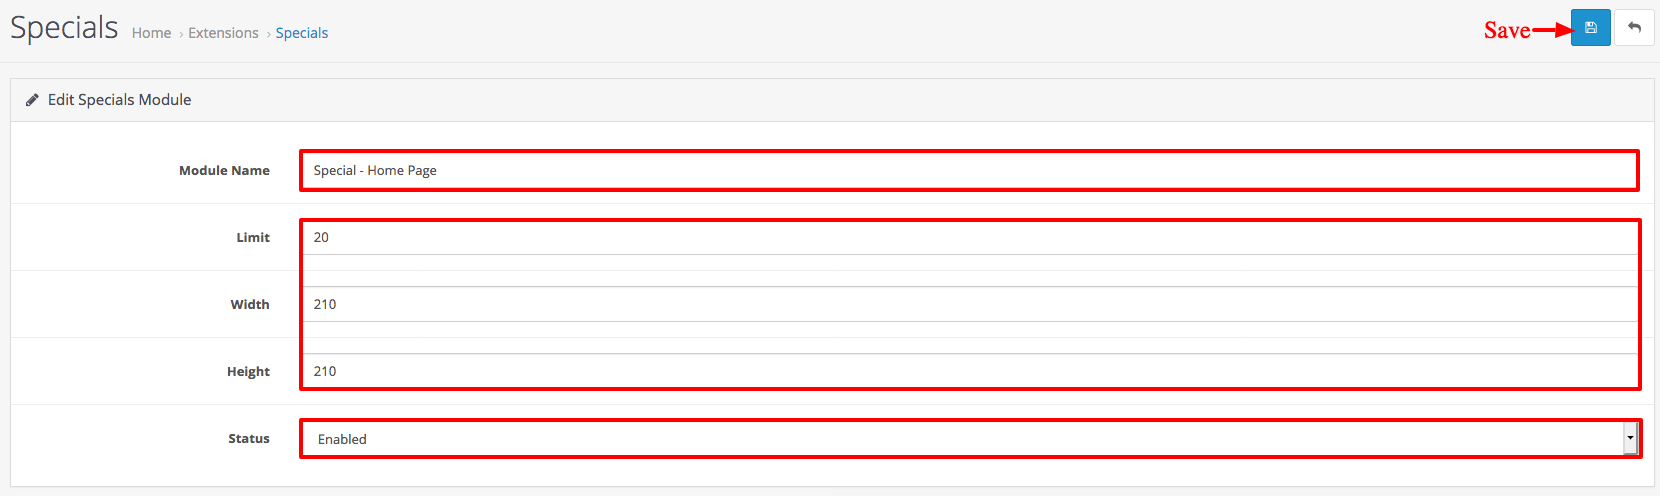 Specials Home › Extensions › Specials Save
Edit Specials Module
Module Name Special - Home Page
Limit 20
Width 210
Height 210
Status Enabled